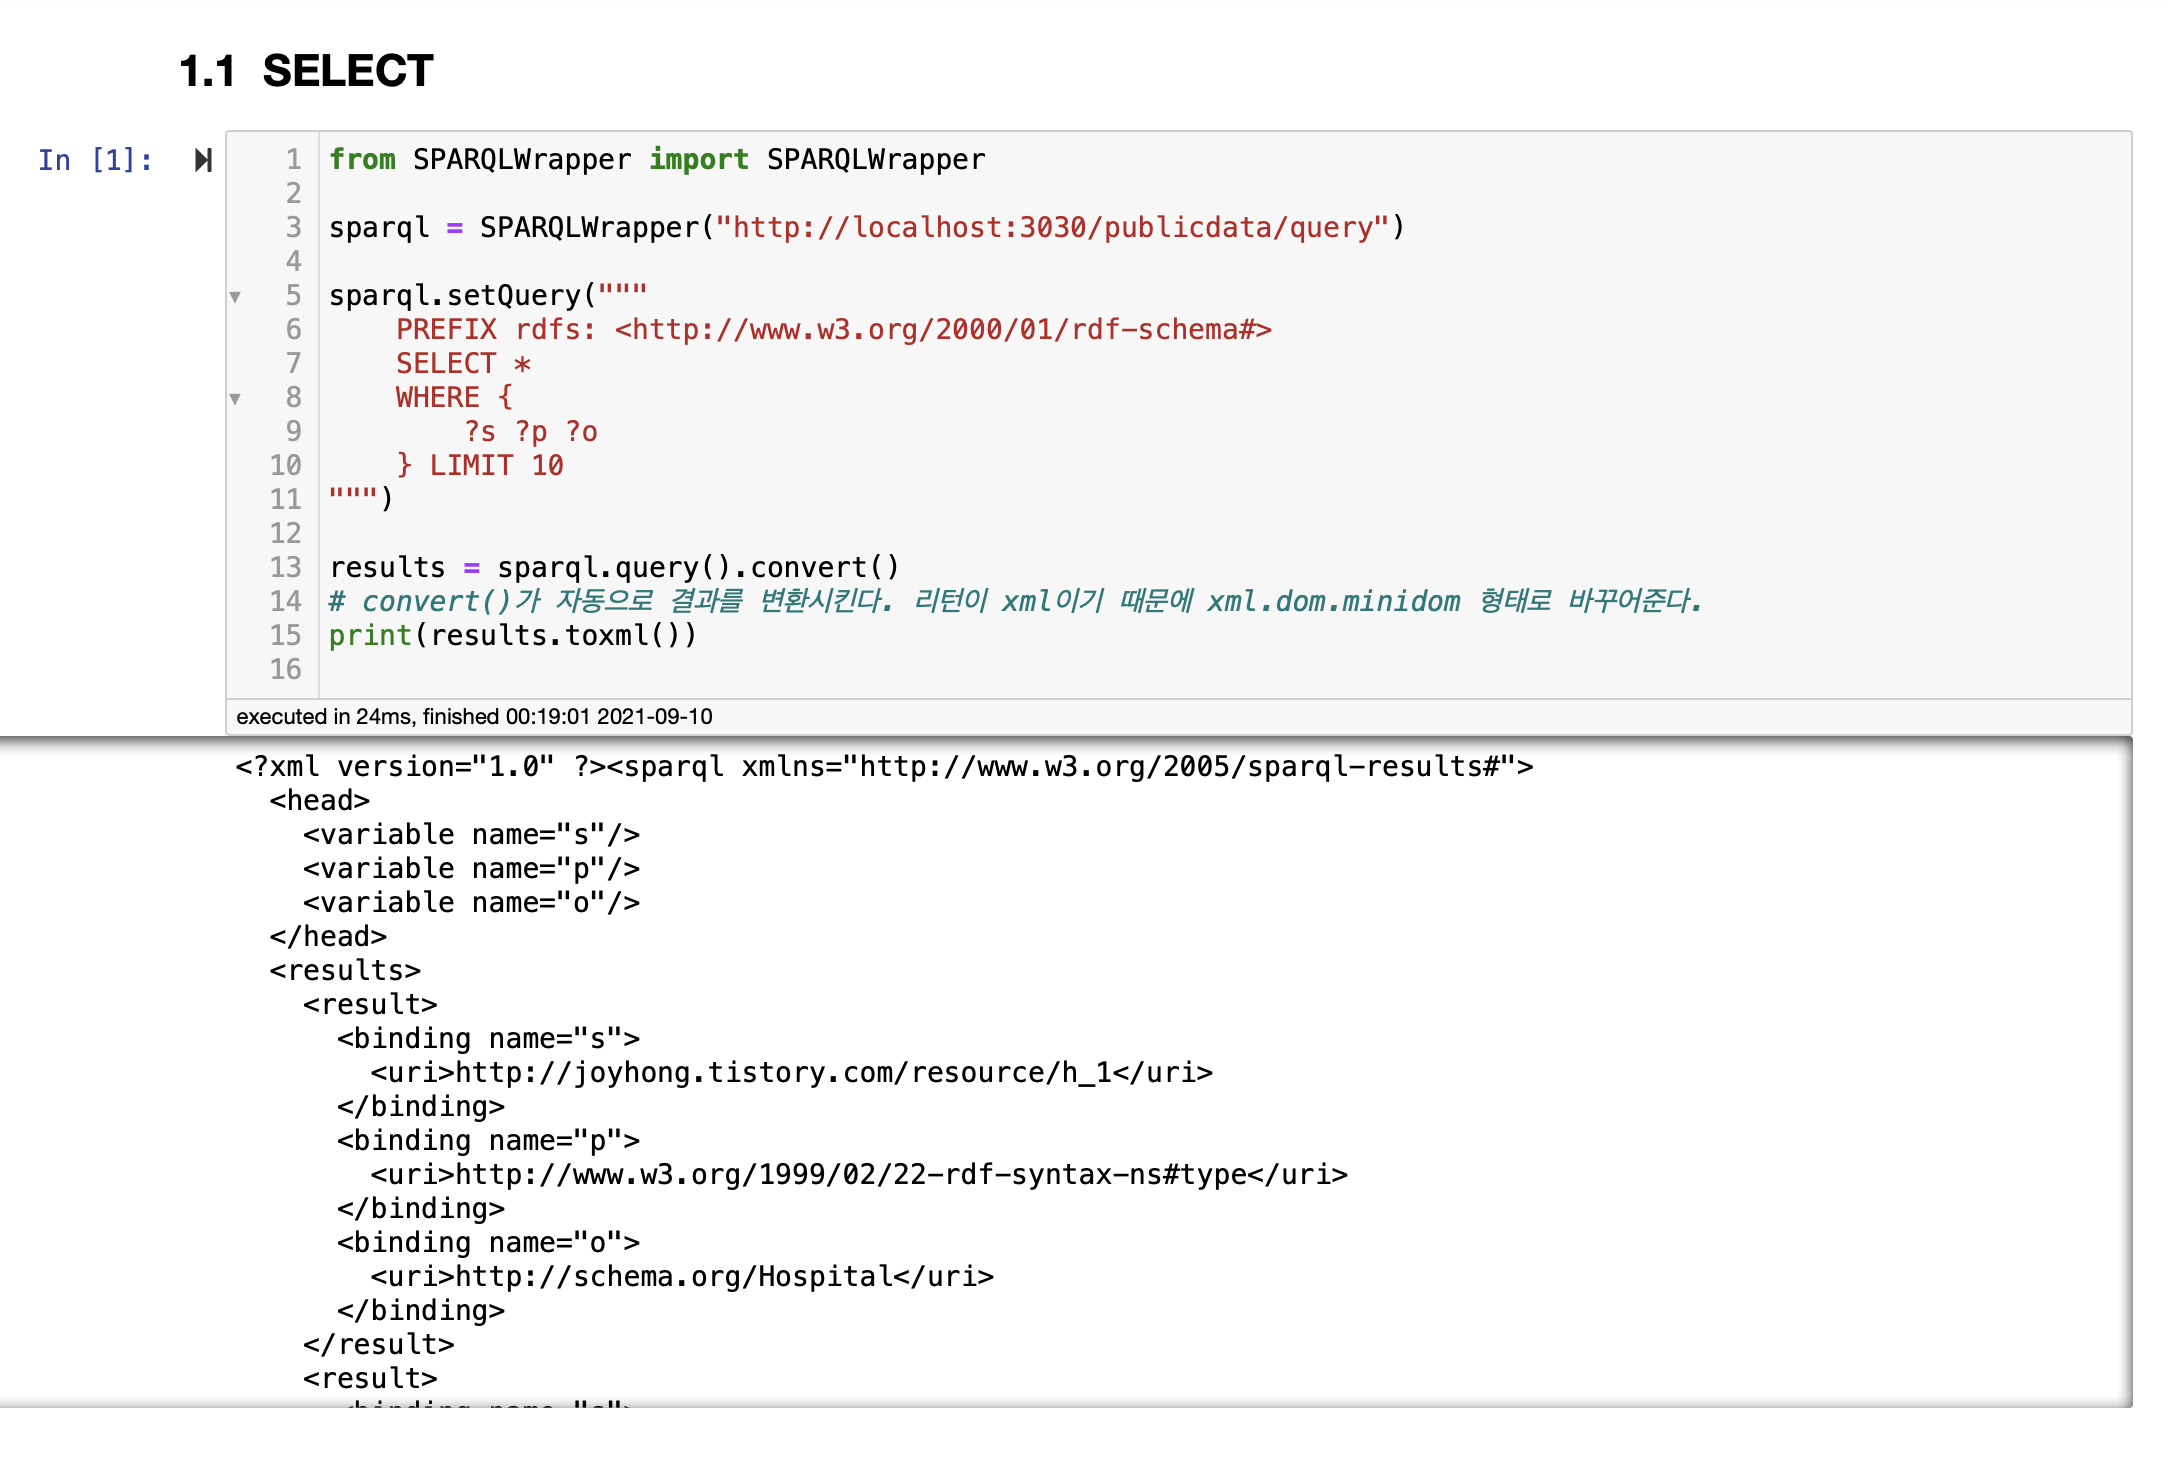 1.1 SELECT
In [1]:
1 from SPARQLWrapper import SPARQLWrapper
2
3 sparql = SPARQLWrapper("http://localhost:3030/publicdata/query")
4
5 sparql.setQuery("""
6     PREFIX rdfs: <http://www.w3.org/2000/01/rdf-schema#>
7     SELECT *
8     WHERE {
9         ?s ?p ?o
10     } LIMIT 10
11 """)
12
13 results = sparql.query().convert()
14 # convert()가 자동으로 결과를 변환시킨다. 리턴이 xml이기 때문에 xml.dom.minidom 형태로 바꾸어준다.
15 print(results.toxml())
16
executed in 24ms, finished 00:19:01 2021-09-10
<?xml version="1.0" ?><sparql xmlns="http://www.w3.org/2005/sparql-results#">
  <head>
    <variable name="s"/>
    <variable name="p"/>
    <variable name="o"/>
  </head>
  <results>
    <result>
      <binding name="s">
        <uri>http://joyhong.tistory.com/resource/h_1</uri>
      </binding>
      <binding name="p">
        <uri>http://www.w3.org/1999/02/22-rdf-syntax-ns#type</uri>
      </binding>
      <binding name="o">
        <uri>http://schema.org/Hospital</uri>
      </binding>
    </result>
    <result>